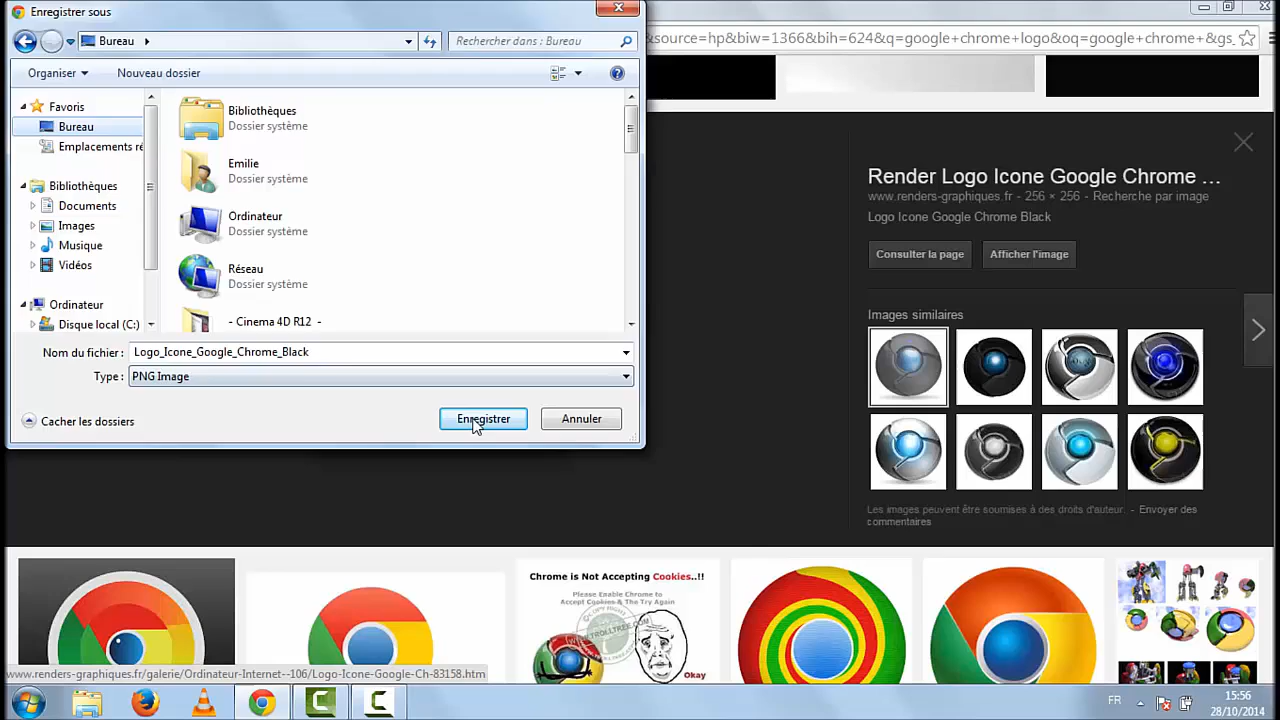 Enregistrer sous
Bureau
Rechercher dans : Bureau
&source=hp&biw=1366&bih=624&q=google+chrome+logo&oq=google+chrome+&gs_
Organiser
Nouveau dossier
Favoris
Bureau
Emplacements ré
Bibliothèques
Documents
Images
Musique
Vidéos
Ordinateur
Disque local (C:)
Bibliothèques
Dossier système
Emilie
Dossier système
Ordinateur
Dossier système
Réseau
Dossier système
- Cinema 4D R12 -
Nom du fichier :
Logo_Icone_Google_Chrome_Black
Type :
PNG Image
Cacher les dossiers
Enregistrer
Annuler
Render Logo Icone Google Chrome ...
www.renders-graphiques.fr - 256 × 256 - Recherche par image
Logo Icone Google Chrome Black
Consulter la page
Afficher l'image
Images similaires
Les images peuvent être soumises à des droits d'auteur. - Envoyer des
commentaires
Chrome is Not Accepting Cookies..!!
Please Enable Chrome to
Accept Cookies & The Try Again
Okay
www.renders-graphiques.fr/galerie/Ordinateur-Internet--106/Logo-Icone-Google-Ch-83158.htm
FR
15:56
28/10/2014